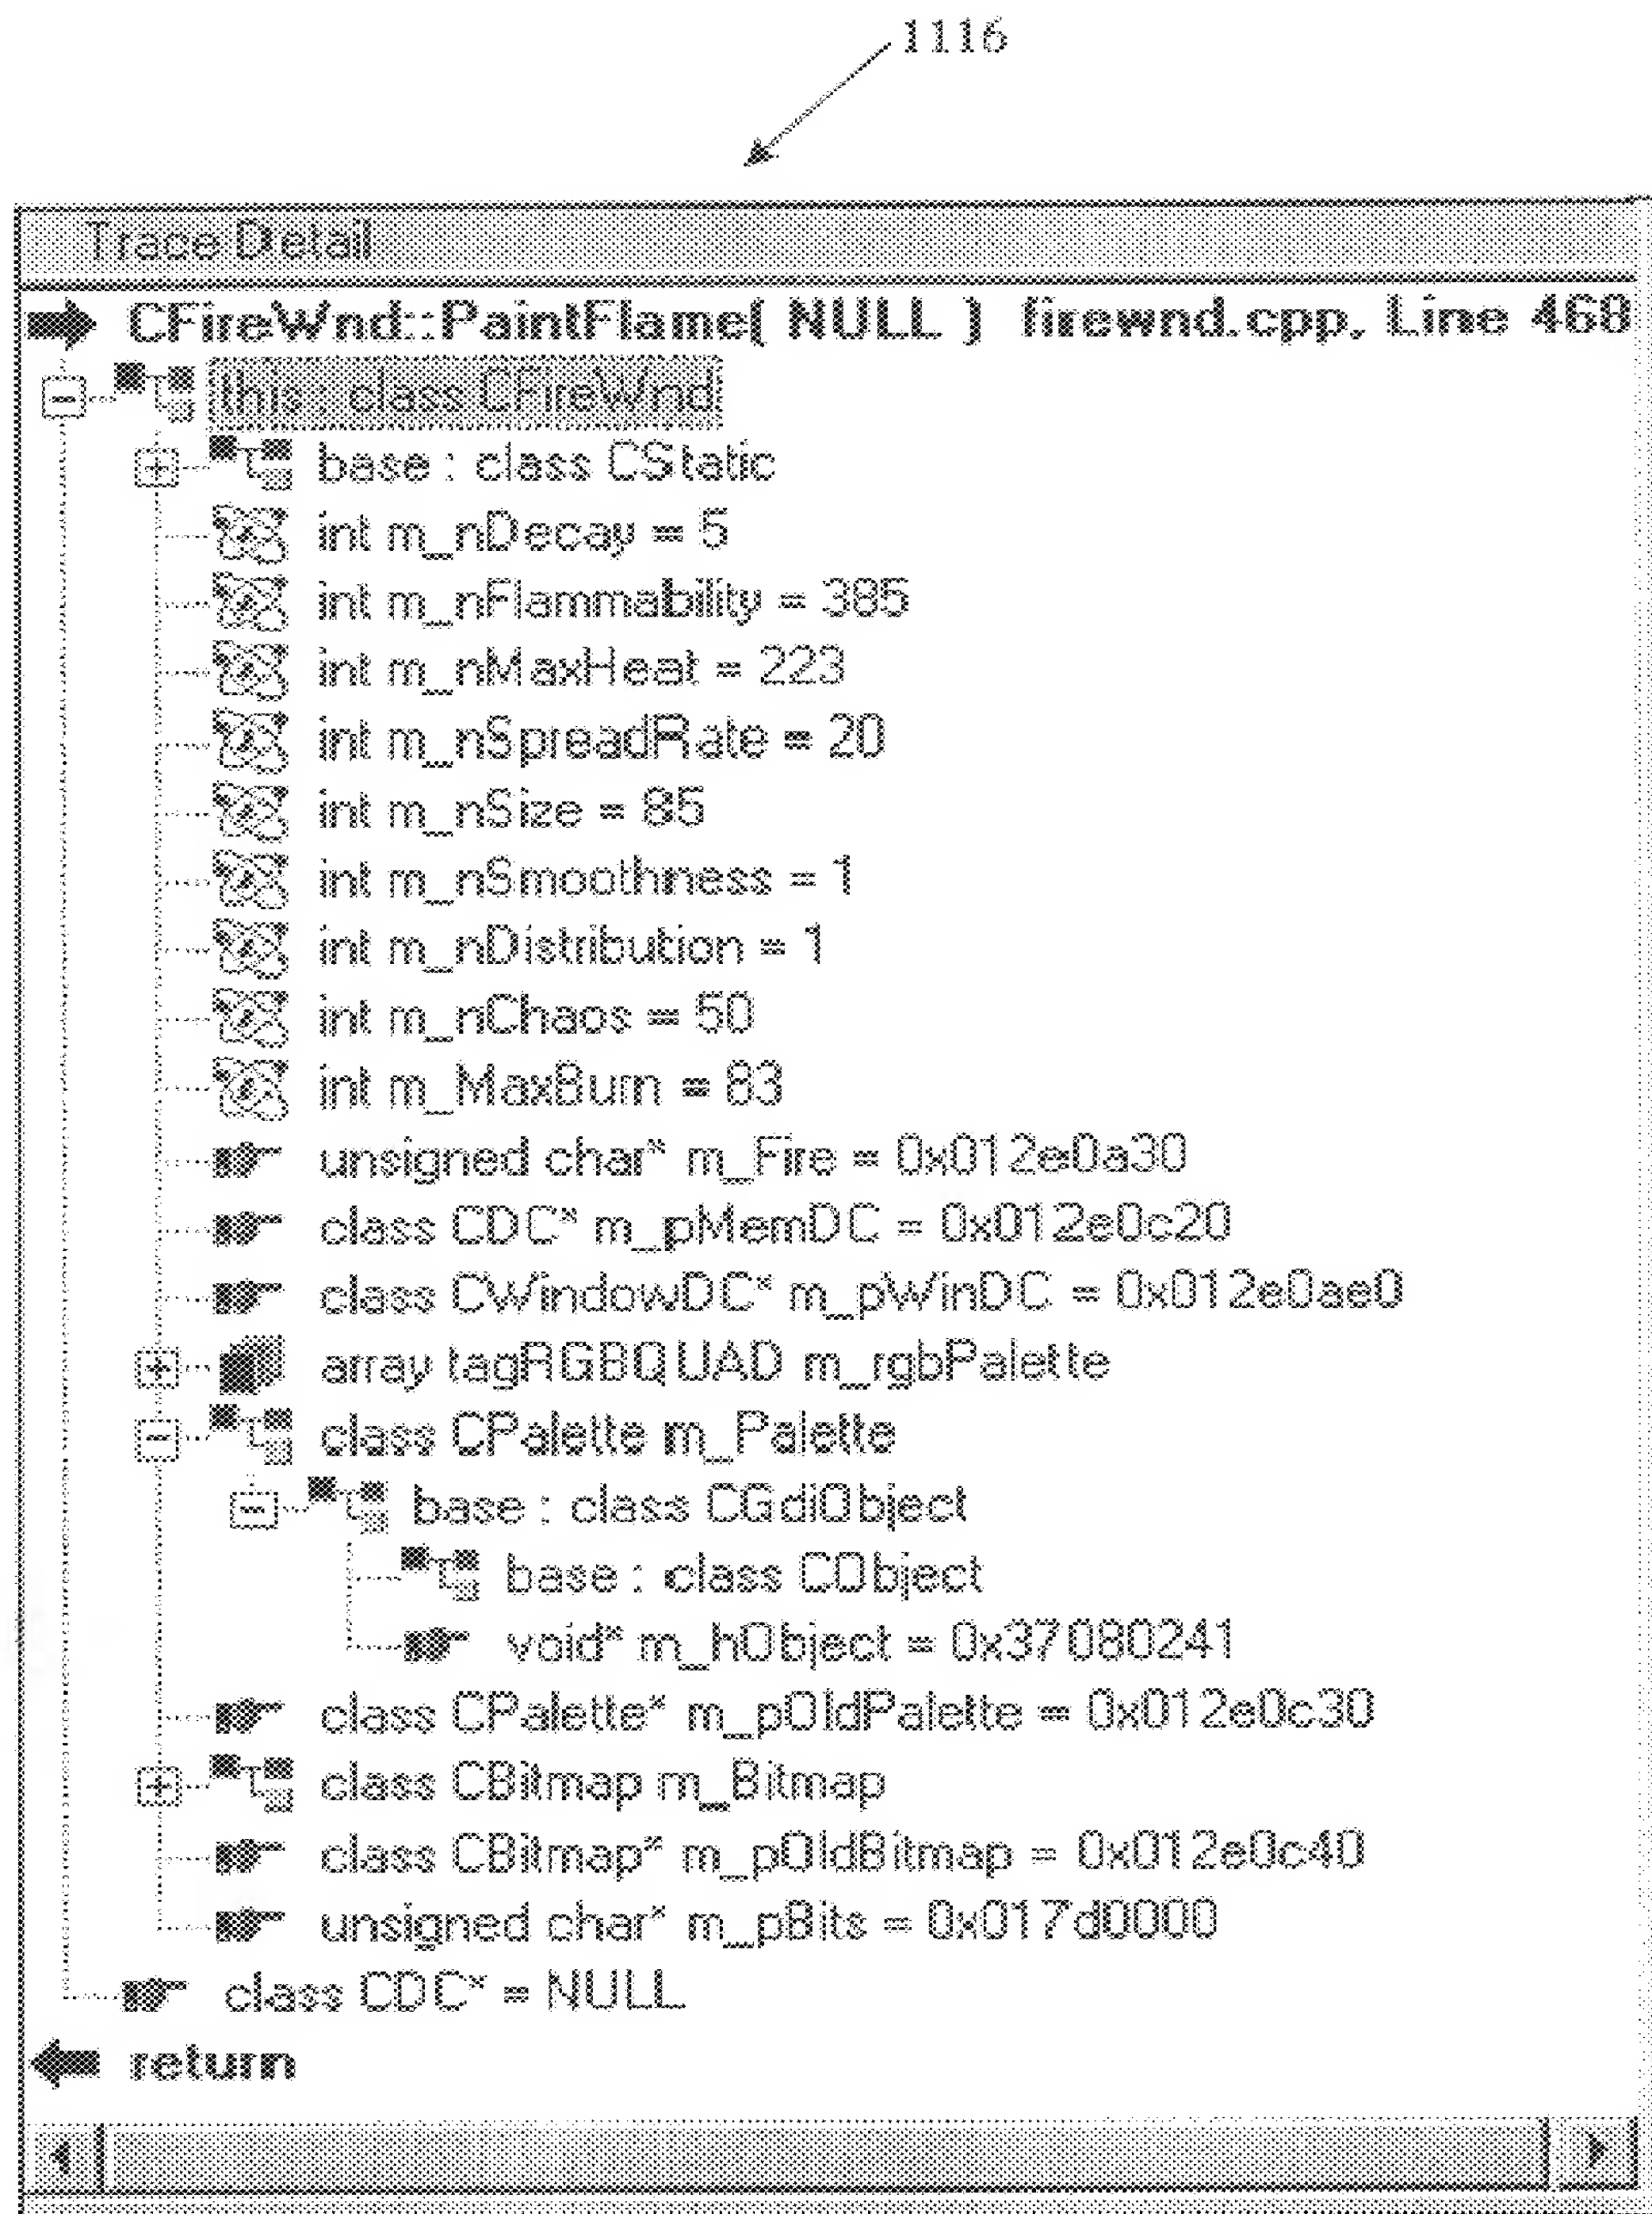 1116
Trace Detail
CFireWnd::PaintFlame( NULL ) firewnd.cpp, Line 468
this : class CFireWnd
base : class CStatic
int m_nDecay = 5
int m_nFlammability = 385
int m_nMaxHeat = 223
int m_nSpreadRate = 20
int m_nSize = 85
int m_nSmoothness = 1
int m_nDistribution = 1
int m_nChaos = 50
int m_MaxBurn = 83
unsigned char* m_Fire = 0x012e0a30
class CDC* m_pMemDC = 0x012e0c20
class CWindowDC* m_pWinDC = 0x012e0ae0
array tagRGBQUAD m_rgbPalette
class CPalette m_Palette
base : class CGdiObject
base : class CObject
void* m_hObject = 0x37080241
class CPalette* m_pOldPalette = 0x012e0c30
class CBitmap m_Bitmap
class CBitmap* m_pOldBitmap = 0x012e0c40
unsigned char* m_pBits = 0x017d0000
class CDC* = NULL
return